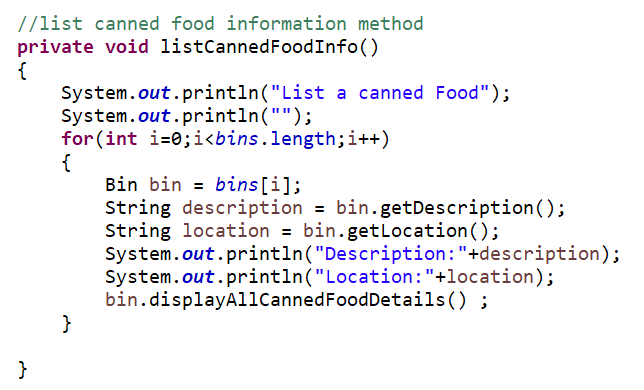 //list canned food information method
private void listCannedFoodInfo()
{
    System.out.println("List a canned Food");
    System.out.println("");
    for(int i=0;i<bins.length;i++)
    {
        Bin bin = bins[i];
        String description = bin.getDescription();
        String location = bin.getLocation();
        System.out.println("Description:"+description);
        System.out.println("Location:"+location);
        bin.displayAllCannedFoodDetails() ;
    }

}